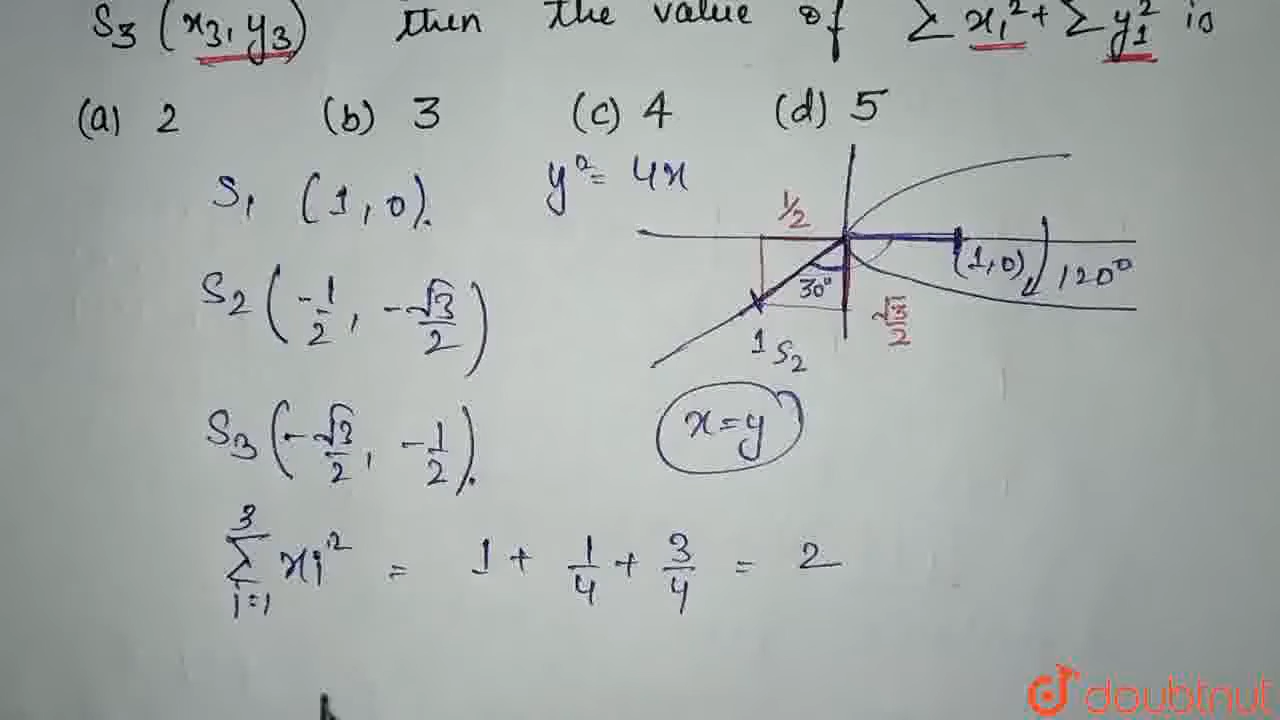 S₃ (x₃, y₃) then the value of Σ x₁² + Σ y₁² is
(a) 2 (b) 3 (c) 4 (d) 5
S₁ (1, 0). y² = 4x
1/2
(1, 0) 120°
30°
S₂ (-1/2, -√3/2)
√3/2
1 S₂
S₃ (-√3/2, -1/2).
x = y
3
Σ xi² = 1 + 1/4 + 3/4 = 2
i=1
doubtnut